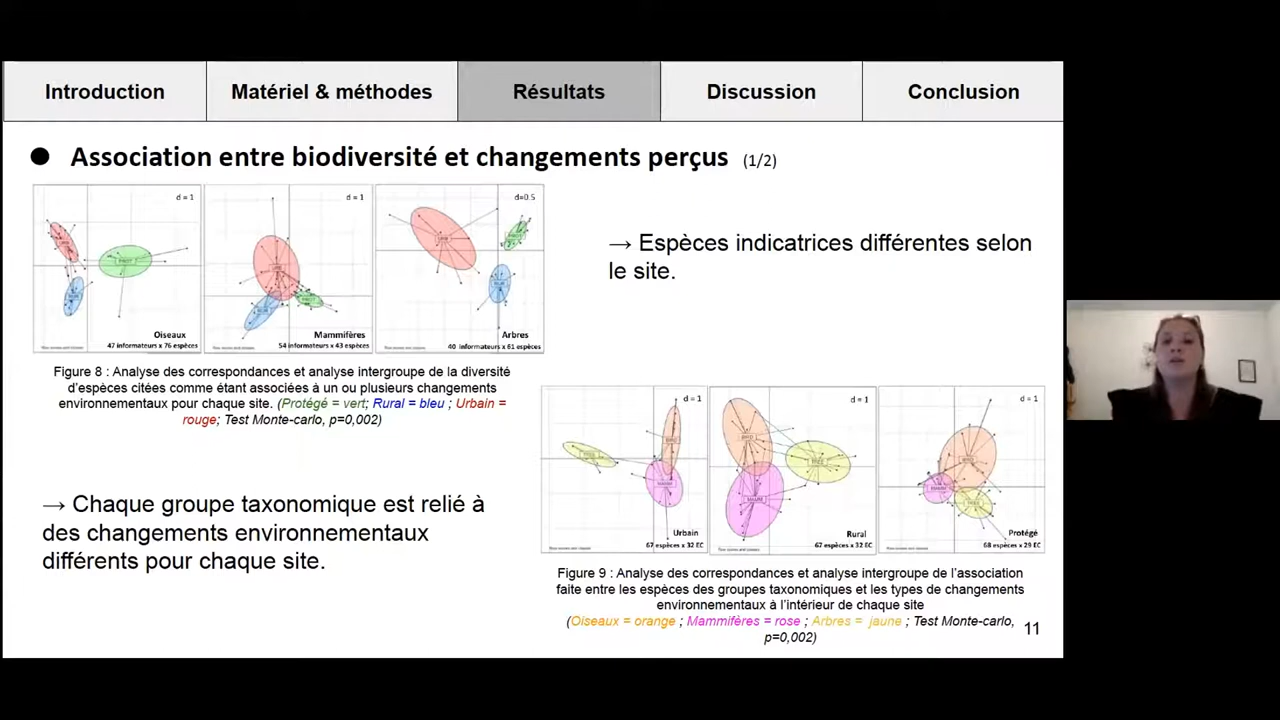 Introduction
Matériel & méthodes
Résultats
Discussion
Conclusion
● Association entre biodiversité et changements perçus (1/2)
d = 1
d = 1
d=0.5
Oiseaux
47 informateurs x 76 espèces
Mammifères
54 informateurs x 43 espèces
Arbres
40 informateurs x 61 espèces
Figure 8 : Analyse des correspondances et analyse intergroupe de la diversité
d'espèces citées comme étant associées à un ou plusieurs changements
environnementaux pour chaque site. (Protégé = vert; Rural = bleu ; Urbain =
rouge; Test Monte-carlo, p=0,002)
→ Espèces indicatrices différentes selon
le site.
→ Chaque groupe taxonomique est relié à
des changements environnementaux
différents pour chaque site.
d = 1
d = 1
d = 1
Urbain
67 espèces x 32 EC
Rural
67 espèces x 32 EC
Protégé
68 espèces x 29 EC
Figure 9 : Analyse des correspondances et analyse intergroupe de l'association
faite entre les espèces des groupes taxonomiques et les types de changements
environnementaux à l'intérieur de chaque site
(Oiseaux = orange ; Mammifères = rose ; Arbres = jaune ; Test Monte-carlo,
p=0,002)
11